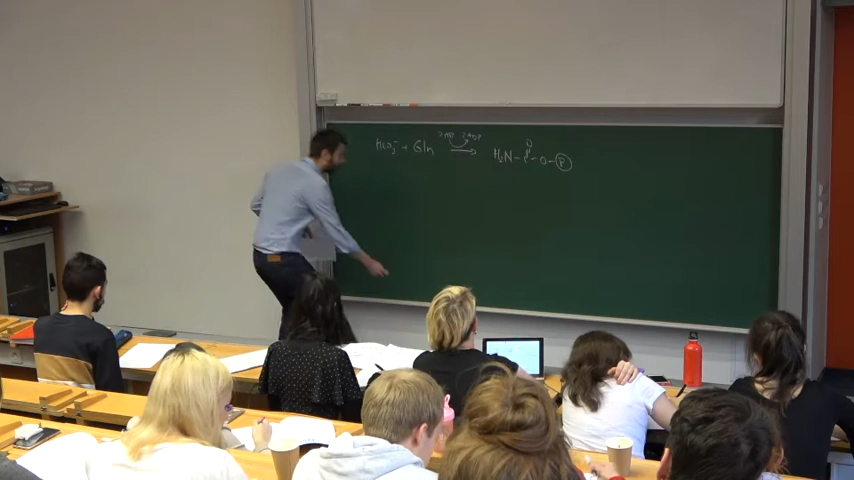 2ATP 2ADP O
HCO3⁻ + Gln → H2N-C-O-P